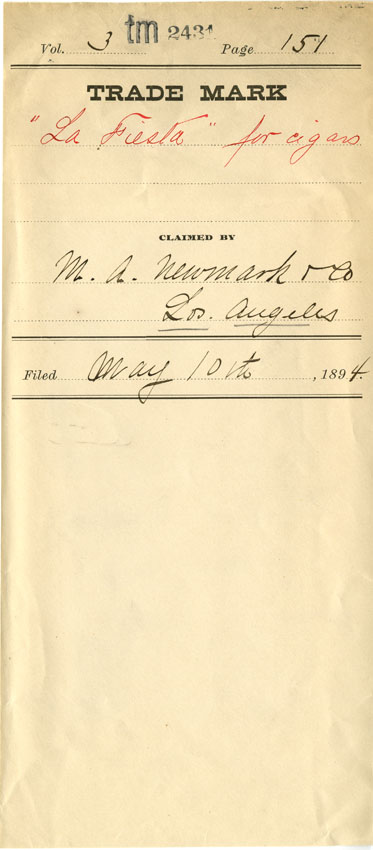 Vol. 3 tm 2431 Page 151
TRADE MARK
"La Fiesta" for cigars
CLAIMED BY
M. A. Newmark & Co
Los Angeles
Filed May 10th, 1894.